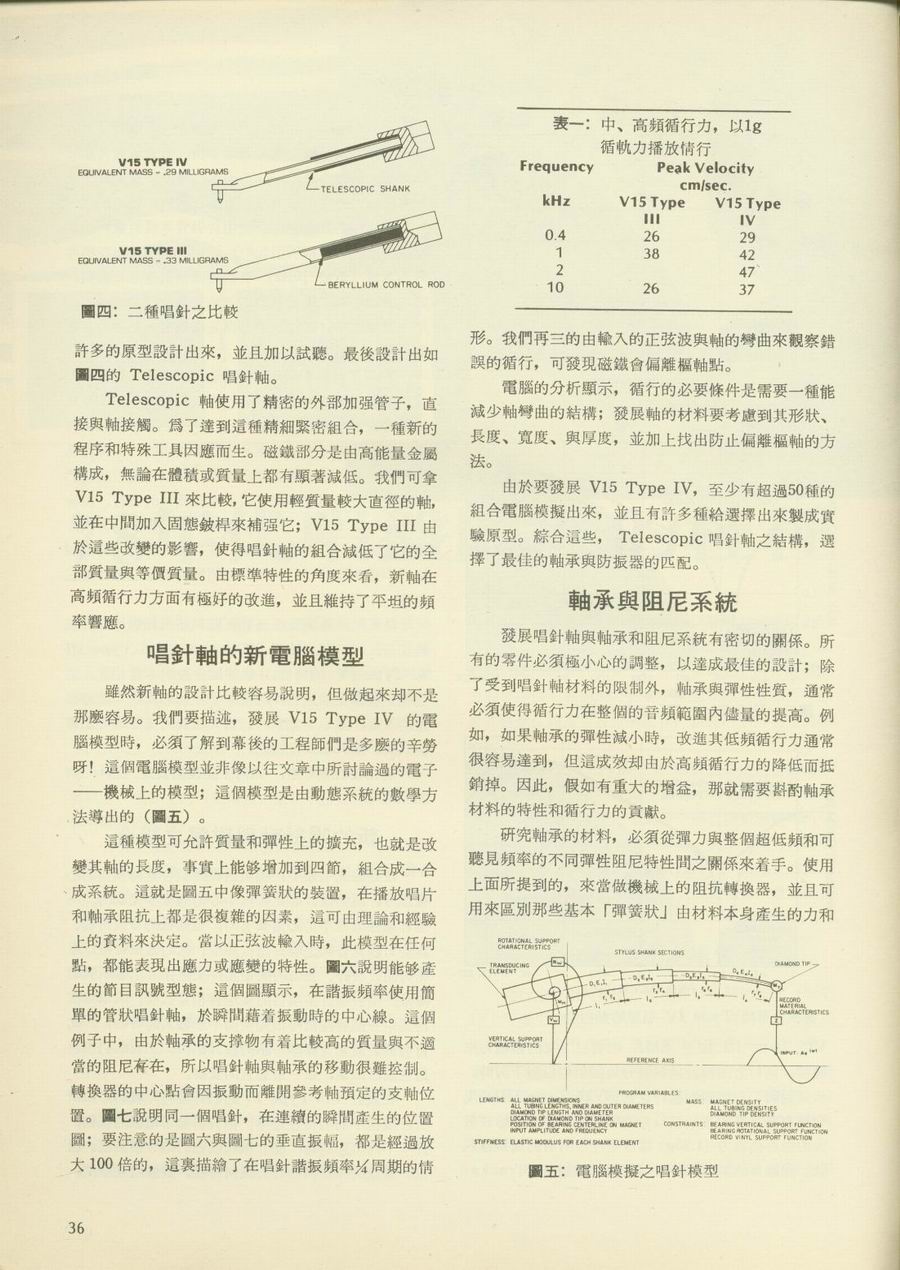 V15 TYPE IV
EQUIVALENT MASS = .29 MILLIGRAMS
TELESCOPIC SHANK
V15 TYPE III
EQUIVALENT MASS = .33 MILLIGRAMS
BERYLLIUM CONTROL ROD
圖四：二種唱針之比較
許多的原型設計出來，並且加以試聽。最後設計出如
圖四的 Telescopic 唱針軸。
Telescopic 軸使用了精密的外部加强管子，直
接與軸接觸。爲了達到這種精細緊密組合，一種新的
程序和特殊工具因應而生。磁鐵部分是由高能量金屬
構成，無論在體積或質量上都有顯著減低。我們可拿
V15 Type III 來比較，它使用輕質量較大直徑的軸，
並在中間加入固態鈹桿來補强它；V15 Type III 由
於這些改變的影響，使得唱針軸的組合減低了它的全
部質量與等價質量。由標準特性的角度來看，新軸在
高頻循行力方面有極好的改進，並且維持了平坦的頻
率響應。
唱針軸的新電腦模型
雖然新軸的設計比較容易說明，但做起來却不是
那麼容易。我們要描述，發展 V15 Type IV 的電
腦模型時，必須了解到幕後的工程師們是多麼的辛勞
呀！這個電腦模型並非像以往文章中所討論過的電子
——機械上的模型；這個模型是由動態系統的數學方
法導出的（圖五）。
這種模型可允許質量和彈性上的擴充，也就是改
變其軸的長度，事實上能够增加到四節，組合成一合
成系統。這就是圖五中像彈簧狀的裝置，在播放唱片
和軸承阻抗上都是很複雜的因素，這可由理論和經驗
上的資料來決定。當以正弦波輸入時，此模型在任何
點，都能表現出應力或應變的特性。圖六說明能够產
生的節目訊號型態；這個圖顯示，在諧振頻率使用簡
單的管狀唱針軸，於瞬間藉着振動時的中心線。這個
例子中，由於軸承的支撑物有着比較高的質量與不適
當的阻尼存在，所以唱針軸與軸承的移動很難控制。
轉換器的中心點會因振動而離開參考軸預定的支軸位
置。圖七說明同一個唱針，在連續的瞬間產生的位置
圖；要注意的是圖六與圖七的垂直振幅，都是經過放
大 100 倍的，這裏描繪了在唱針諧振頻率¼周期的情
表一：中、高頻循行力，以1g
循軌力播放情行
Frequency Peak Velocity
cm/sec.
kHz V15 Type V15 Type
III IV
0.4 26 29
1 38 42
2 47
10 26 37
形。我們再三的由輸入的正弦波與軸的彎曲來觀察錯
誤的循行，可發現磁鐵會偏離樞軸點。
電腦的分析顯示，循行的必要條件是需要一種能
減少軸彎曲的結構；發展軸的材料要考慮到其形狀、
長度、寬度、與厚度，並加上找出防止偏離樞軸的方
法。
由於要發展 V15 Type IV，至少有超過50種的
組合電腦模擬出來，並且有許多種給選擇出來製成實
驗原型。綜合這些， Telescopic 唱針軸之結構，選
擇了最佳的軸承與防振器的匹配。
軸承與阻尼系統
發展唱針軸與軸承和阻尼系統有密切的關係。所
有的零件必須極小心的調整，以達成最佳的設計；除
了受到唱針軸材料的限制外，軸承與彈性性質，通常
必須使得循行力在整個的音頻範圍內儘量的提高。例
如，如果軸承的彈性減小時，改進其低頻循行力通常
很容易達到，但這成效却由於高頻循行力的降低而抵
銷掉。因此，假如有重大的增益，那就需要斟酌軸承
材料的特性和循行力的貢獻。
研究軸承的材料，必須從彈力與整個超低頻和可
聽見頻率的不同彈性阻尼特性間之關係來着手。使用
上面所提到的，來當做機械上的阻抗轉換器，並且可
用來區別那些基本「彈簧狀」由材料本身產生的力和
ROTATIONAL SUPPORT
CHARACTERISTICS
STYLUS SHANK SECTIONS
TRANSDUCING
ELEMENT
DIAMOND TIP
RECORD
MATERIAL
CHARACTERISTICS
VERTICAL SUPPORT
CHARACTERISTICS
REFERENCE AXIS
PROGRAM VARIABLES
LENGTHS: ALL MAGNET DIMENSIONS
ALL TUBING LENGTHS, INNER AND OUTER DIAMETERS
DIAMOND TIP LENGTH AND DIAMETER
LOCATION OF DIAMOND TIP ON SHANK
POSITION OF BEARING CENTERLINE ON MAGNET
INPUT AMPLITUDE AND FREQUENCY
STIFFNESS: ELASTIC MODULUS FOR EACH SHANK ELEMENT
MASS: MAGNET DENSITY
ALL TUBING DENSITIES
DIAMOND TIP DENSITY
CONSTRAINTS: BEARING VERTICAL SUPPORT FUNCTION
BEARING ROTATIONAL SUPPORT FUNCTION
RECORD VINYL SUPPORT FUNCTION
圖五：電腦模擬之唱針模型
36